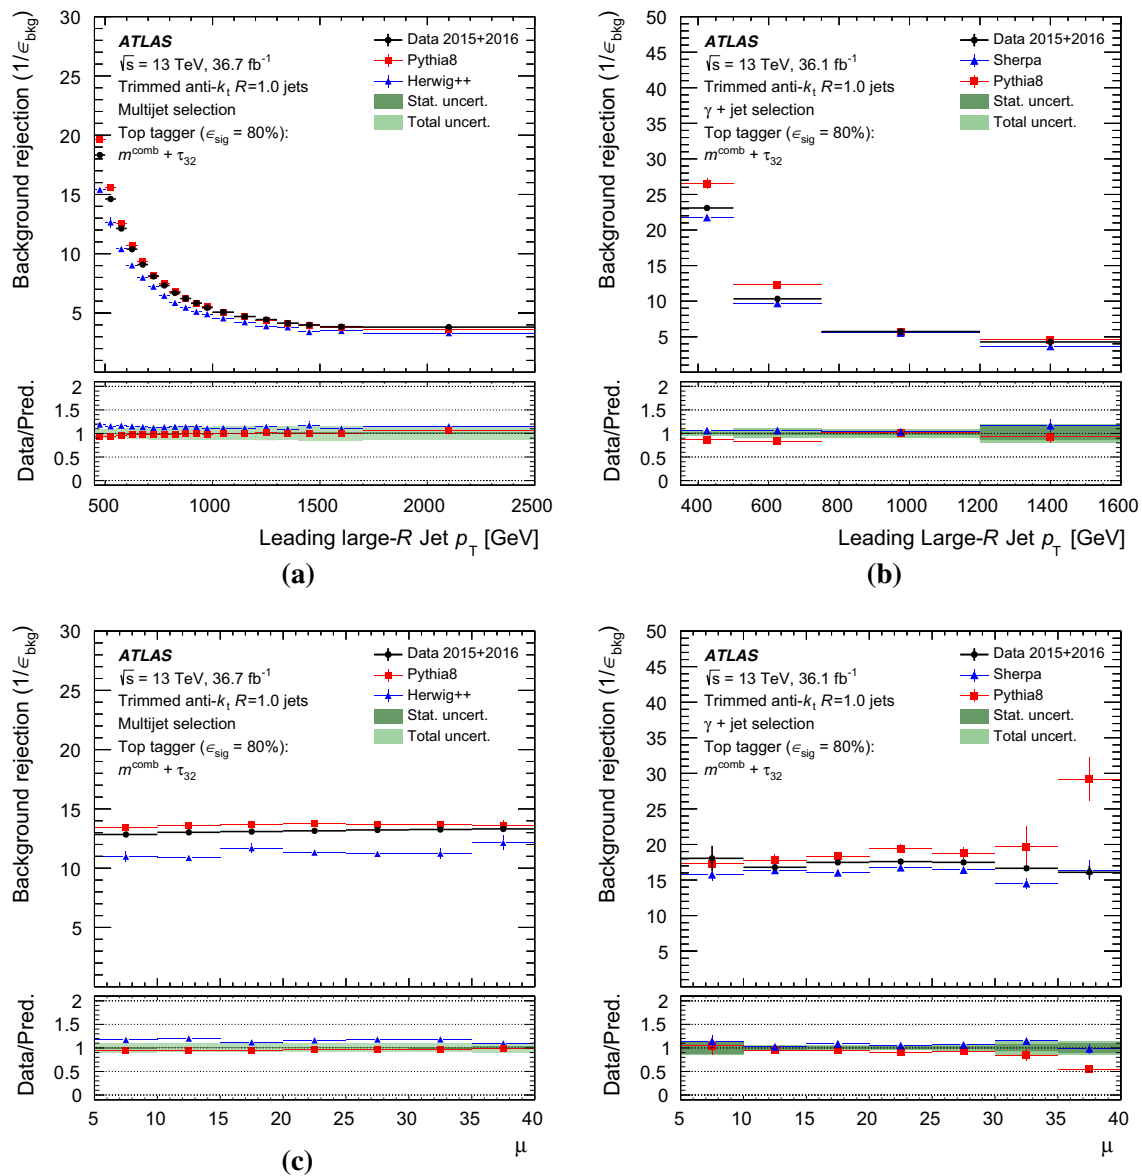 Background rejection (1/ϵbkg)
30
25
20
15
10
5
ATLAS
√s = 13 TeV, 36.7 fb⁻¹
Trimmed anti-kt R=1.0 jets
Multijet selection
Top tagger (ϵsig = 80%):
mcomb + τ32
Data 2015+2016
Pythia8
Herwig++
Stat. uncert.
Total uncert.
Data/Pred.
2
1.5
1
0.5
0
500 1000 1500 2000 2500
Leading large-R Jet pT [GeV]
(a)
Background rejection (1/ϵbkg)
50
45
40
35
30
25
20
15
10
5
ATLAS
√s = 13 TeV, 36.1 fb⁻¹
Trimmed anti-kt R=1.0 jets
γ + jet selection
Top tagger (ϵsig = 80%):
mcomb + τ32
Data 2015+2016
Sherpa
Pythia8
Stat. uncert.
Total uncert.
Data/Pred.
2
1.5
1
0.5
0
400 600 800 1000 1200 1400 1600
Leading Large-R Jet pT [GeV]
(b)
Background rejection (1/ϵbkg)
30
25
20
15
10
5
ATLAS
√s = 13 TeV, 36.7 fb⁻¹
Trimmed anti-kt R=1.0 jets
Multijet selection
Top tagger (ϵsig = 80%):
mcomb + τ32
Data 2015+2016
Pythia8
Herwig++
Stat. uncert.
Total uncert.
Data/Pred.
2
1.5
1
0.5
0
5 10 15 20 25 30 35 40
μ
(c)
Background rejection (1/ϵbkg)
50
45
40
35
30
25
20
15
10
5
ATLAS
√s = 13 TeV, 36.1 fb⁻¹
Trimmed anti-kt R=1.0 jets
γ + jet selection
Top tagger (ϵsig = 80%):
mcomb + τ32
Data 2015+2016
Sherpa
Pythia8
Stat. uncert.
Total uncert.
Data/Pred.
2
1.5
1
0.5
0
5 10 15 20 25 30 35 40
μ